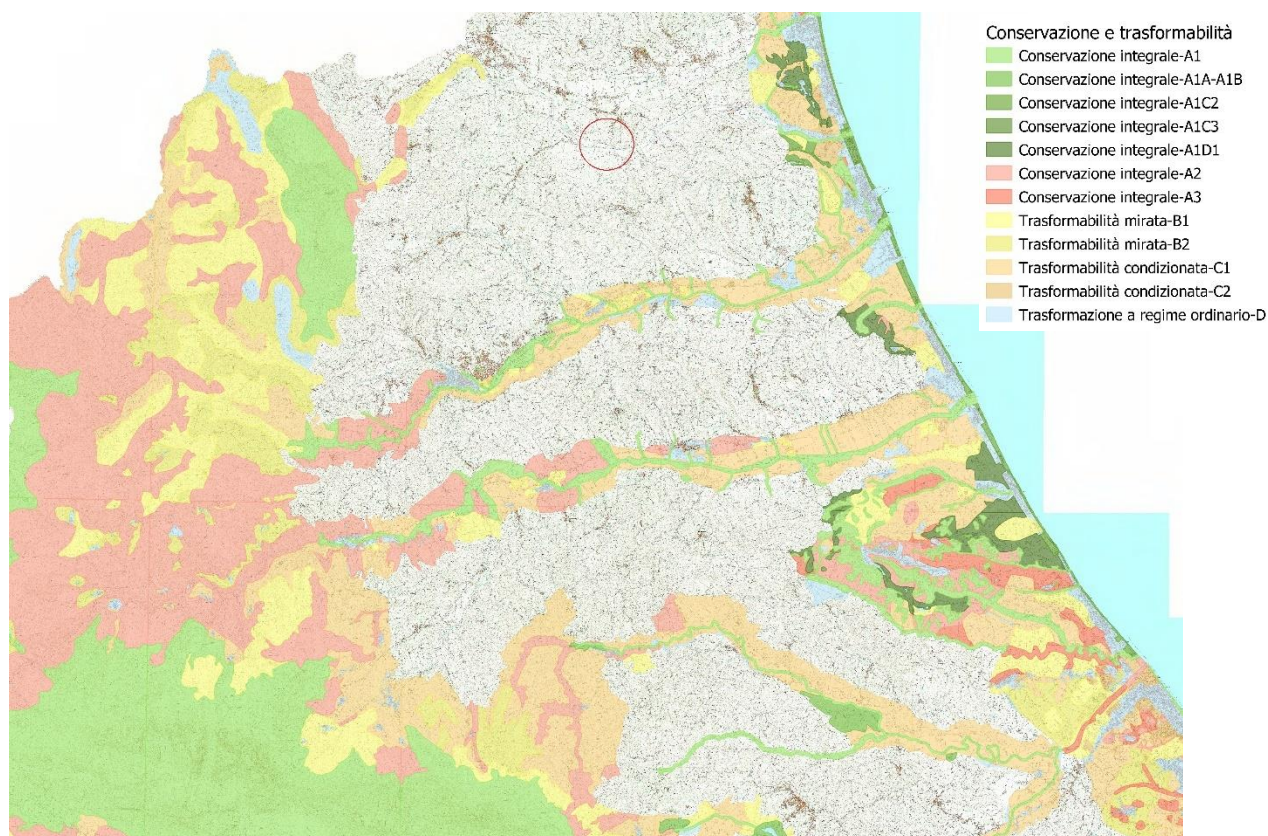 Conservazione e trasformabilità
Conservazione integrale-A1
Conservazione integrale-A1A-A1B
Conservazione integrale-A1C2
Conservazione integrale-A1C3
Conservazione integrale-A1D1
Conservazione integrale-A2
Conservazione integrale-A3
Trasformabilità mirata-B1
Trasformabilità mirata-B2
Trasformabilità condizionata-C1
Trasformabilità condizionata-C2
Trasformazione a regime ordinario-D